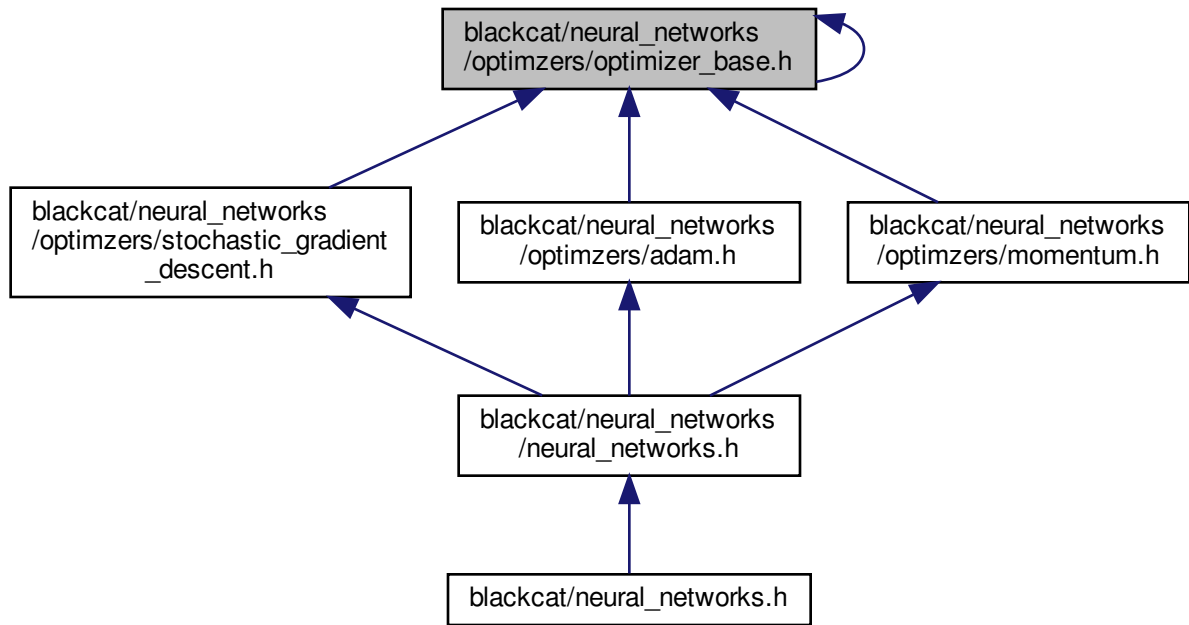 blackcat/neural_networks
/optimzers/optimizer_base.h
blackcat/neural_networks
/optimzers/stochastic_gradient
_descent.h
blackcat/neural_networks
/optimzers/adam.h
blackcat/neural_networks
/optimzers/momentum.h
blackcat/neural_networks
/neural_networks.h
blackcat/neural_networks.h